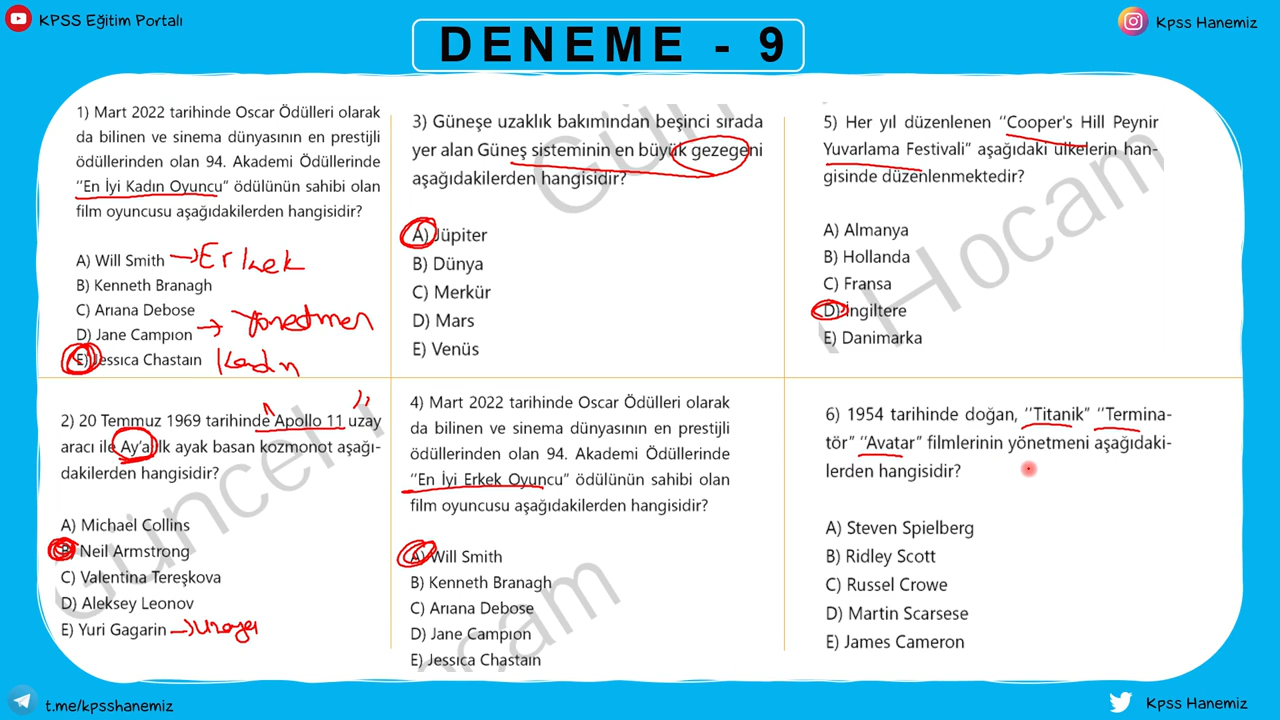 KPSS Eğitim Portalı
DENEME - 9
Kpss Hanemiz
1) Mart 2022 tarihinde Oscar Ödülleri olarak
da bilinen ve sinema dünyasının en prestijli
ödüllerinden olan 94. Akademi Ödüllerinde
‘‘En İyi Kadın Oyuncu” ödülünün sahibi olan
film oyuncusu aşağıdakilerden hangisidir?
A) Will Smith → Erkek
B) Kenneth Branagh
C) Arıana Debose
D) Jane Campıon → Yönetmen
E) Jessıca Chastaın Kadın
2) 20 Temmuz 1969 tarihinde Apollo 11 uzay
aracı ile Ay’a ilk ayak basan kozmonot aşağı-
dakilerden hangisidir?
A) Michael Collins
B) Neil Armstrong
C) Valentina Tereşkova
D) Aleksey Leonov
E) Yuri Gagarin →
3) Güneşe uzaklık bakımından beşinci sırada
yer alan Güneş sisteminin en büyük gezegeni
aşağıdakilerden hangisidir?
A) Jüpiter
B) Dünya
C) Merkür
D) Mars
E) Venüs
4) Mart 2022 tarihinde Oscar Ödülleri olarak
da bilinen ve sinema dünyasının en prestijli
ödüllerinden olan 94. Akademi Ödüllerinde
‘‘En İyi Erkek Oyuncu” ödülünün sahibi olan
film oyuncusu aşağıdakilerden hangisidir?
A) Will Smith
B) Kenneth Branagh
C) Arıana Debose
D) Jane Campıon
E) Jessıca Chastaın
5) Her yıl düzenlenen ‘‘Cooper’s Hill Peynir
Yuvarlama Festivali” aşağıdaki ülkelerin han-
gisinde düzenlenmektedir?
A) Almanya
B) Hollanda
C) Fransa
D) İngiltere
E) Danimarka
6) 1954 tarihinde doğan, ‘‘Titanik” ‘‘Termina-
tör” ‘‘Avatar” filmlerinin yönetmeni aşağıdaki-
lerden hangisidir?
A) Steven Spielberg
B) Ridley Scott
C) Russel Crowe
D) Martin Scarsese
E) James Cameron
Güncel
Hocam
t.me/kpsshanemiz
Kpss Hanemiz